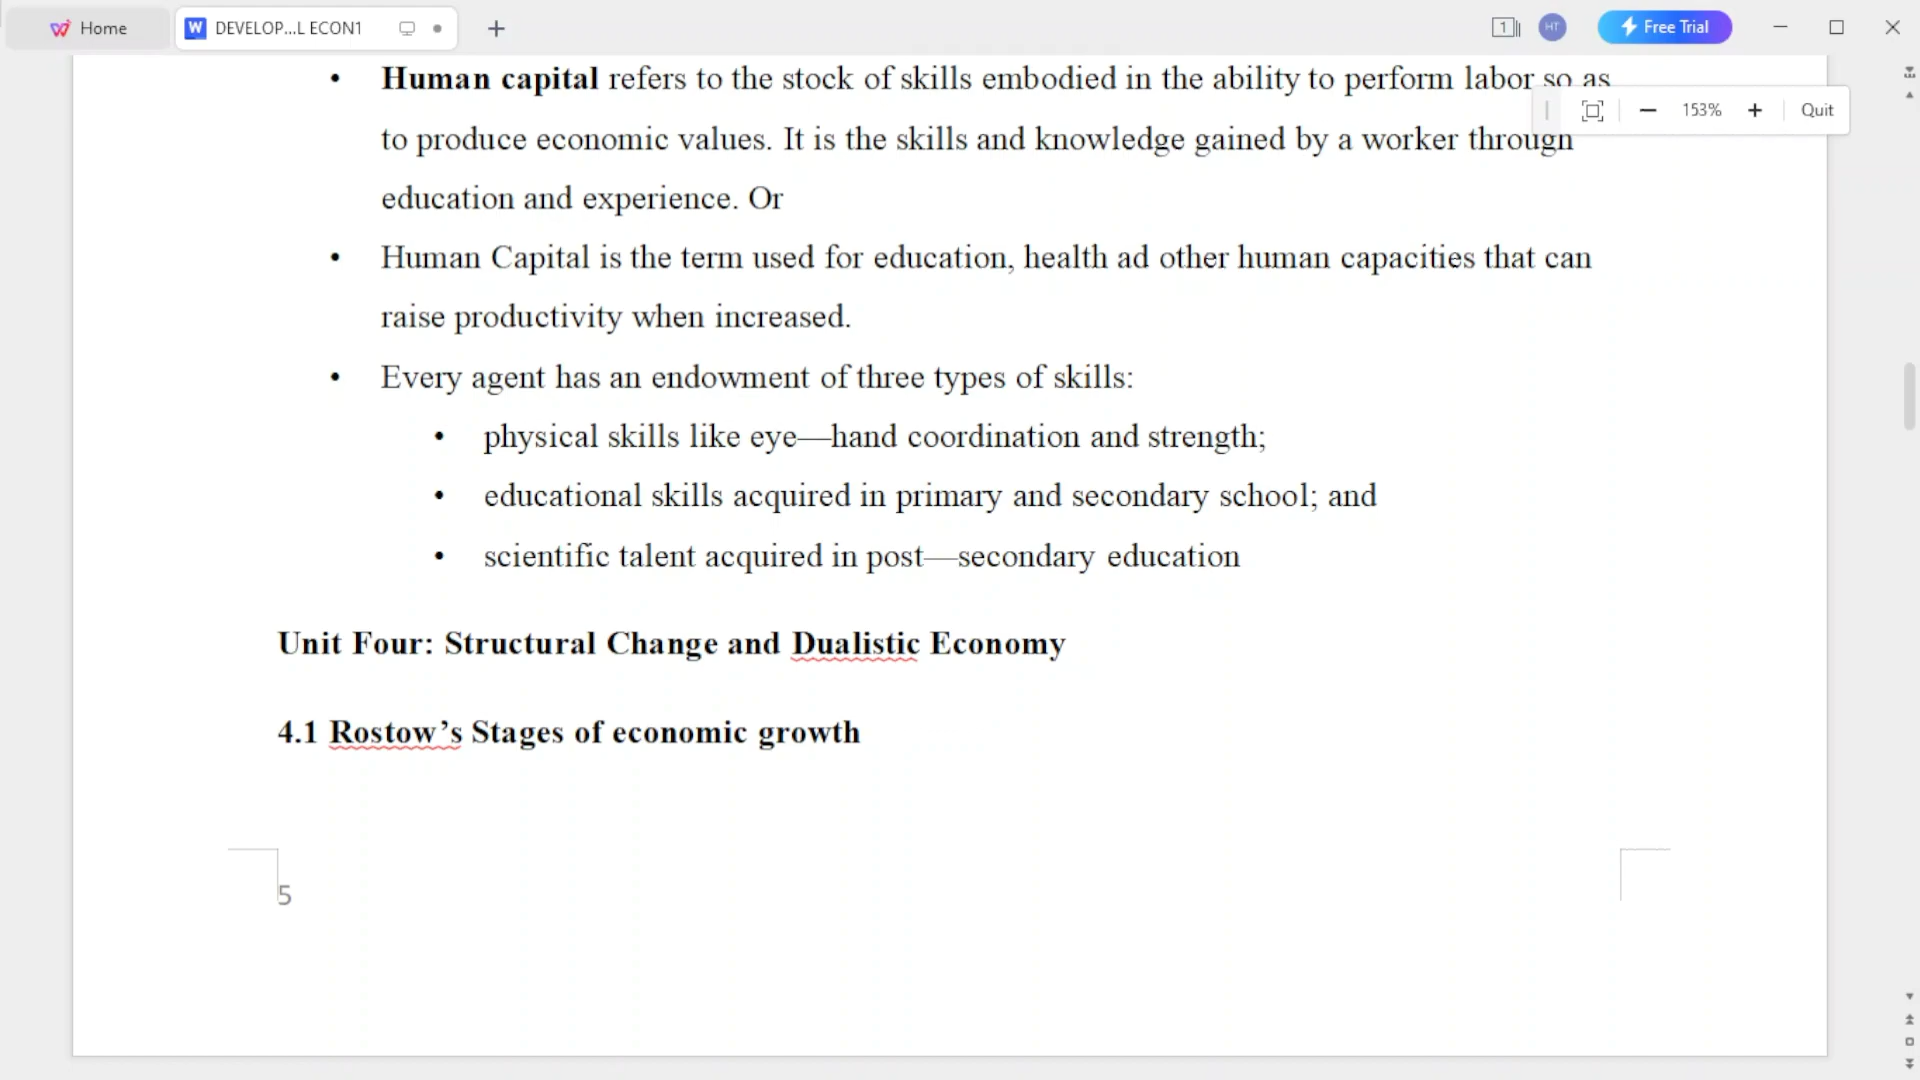 Home
DEVELOP...L ECON1
1
HT
Free Trial
• Human capital refers to the stock of skills embodied in the ability to perform labor so as
153%
Quit
to produce economic values. It is the skills and knowledge gained by a worker through
education and experience. Or
• Human Capital is the term used for education, health ad other human capacities that can
raise productivity when increased.
• Every agent has an endowment of three types of skills:
• physical skills like eye—hand coordination and strength;
• educational skills acquired in primary and secondary school; and
• scientific talent acquired in post—secondary education
Unit Four: Structural Change and Dualistic Economy
4.1 Rostow’s Stages of economic growth
5